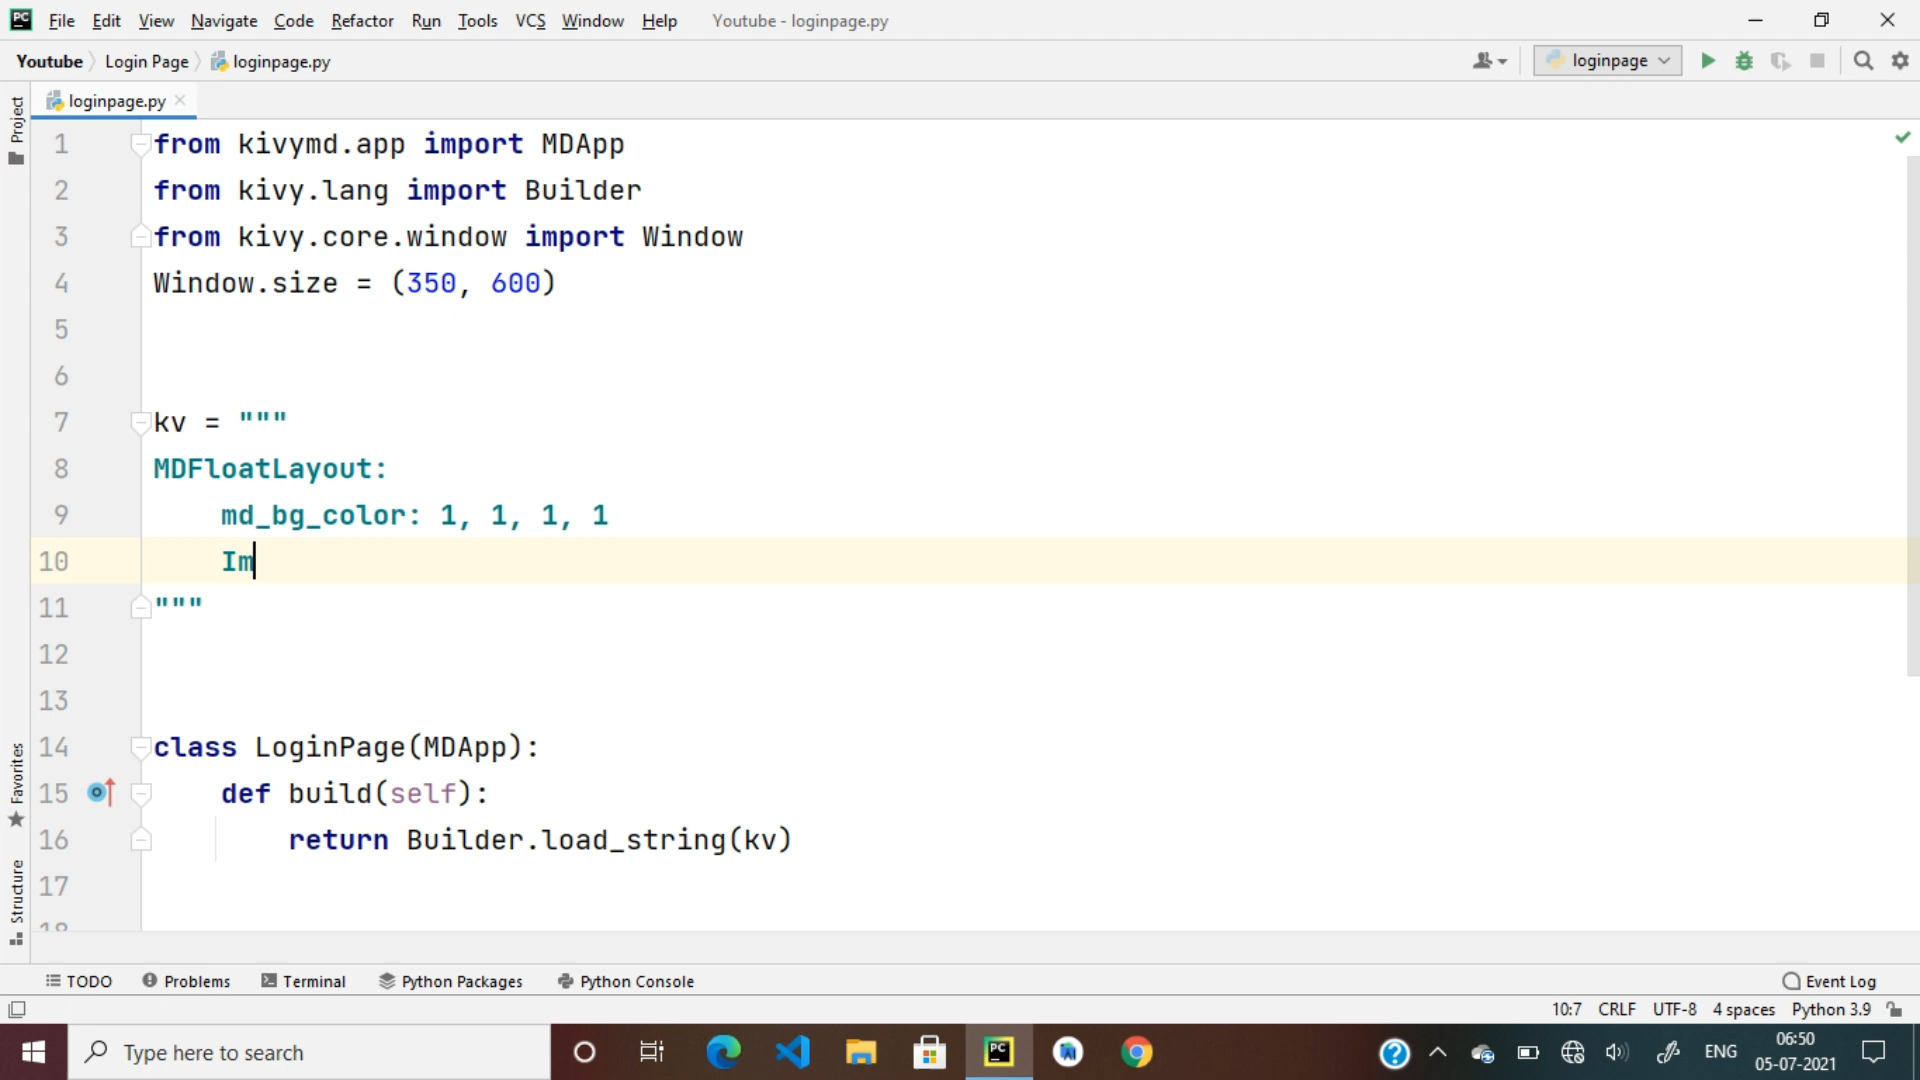 PC File Edit View Navigate Code Refactor Run Tools VCS Window Help Youtube - loginpage.py
Youtube Login Page loginpage.py loginpage
Project
loginpage.py
1 from kivymd.app import MDApp
2 from kivy.lang import Builder
3 from kivy.core.window import Window
4 Window.size = (350, 600)
5
6
7 kv = """
8 MDFloatLayout:
9 md_bg_color: 1, 1, 1, 1
10 Im
11 """
12
13
14 class LoginPage(MDApp):
15 def build(self):
16 return Builder.load_string(kv)
17
18
Favorites
Structure
TODO Problems Terminal Python Packages Python Console Event Log
10:7 CRLF UTF-8 4 spaces Python 3.9
Type here to search PC ENG 06:50
05-07-2021